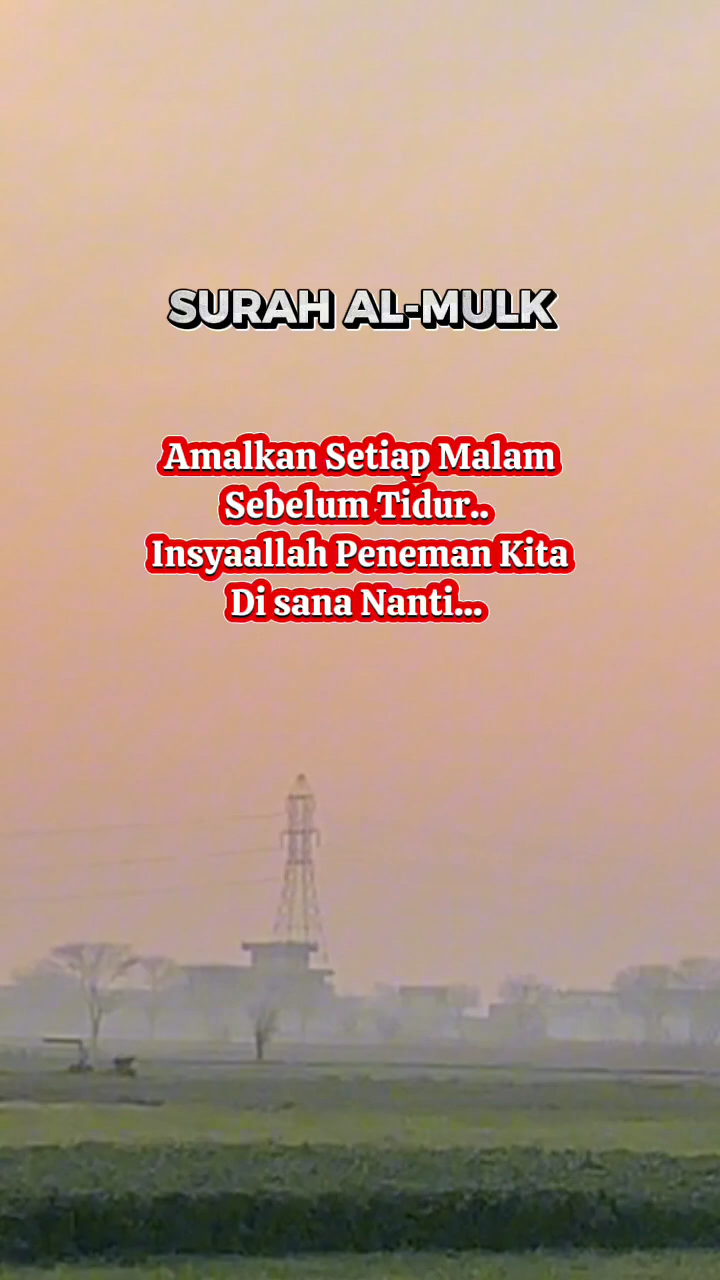 SURAH AL-MULK
Amalkan Setiap Malam
Sebelum Tidur..
Insyaallah Peneman Kita
Di sana Nanti...